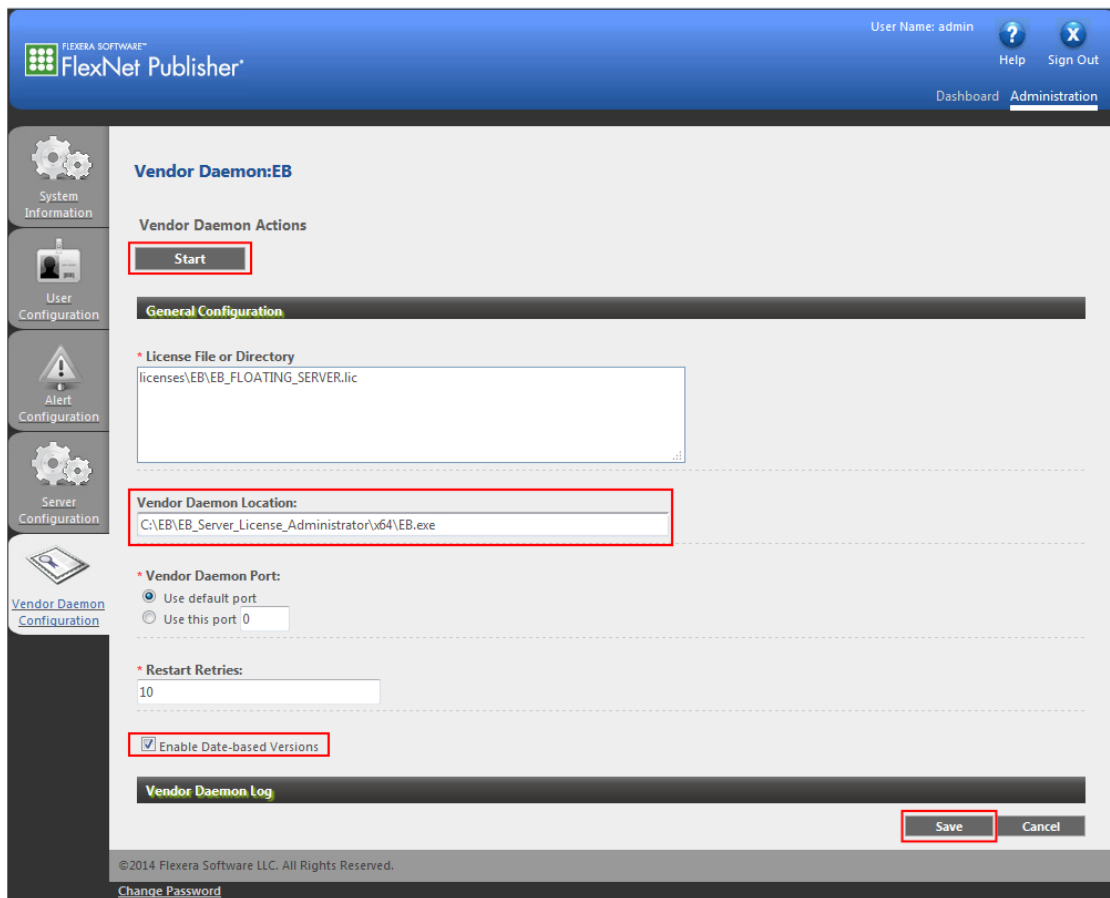 User Name: admin
FLEXERA SOFTWARE™
FlexNet Publisher®
?
X
Help
Sign Out
Dashboard Administration
System
Information
User
Configuration
Alert
Configuration
Server
Configuration
Vendor Daemon
Configuration
Vendor Daemon:EB
Vendor Daemon Actions
Start
General Configuration
* License File or Directory
licenses\EB\EB_FLOATING_SERVER.lic
Vendor Daemon Location:
C:\EB\EB_Server_License_Administrator\x64\EB.exe
* Vendor Daemon Port:
Use default port
Use this port 0
* Restart Retries:
10
Enable Date-based Versions
Vendor Daemon Log
Save Cancel
©2014 Flexera Software LLC. All Rights Reserved.
Change Password